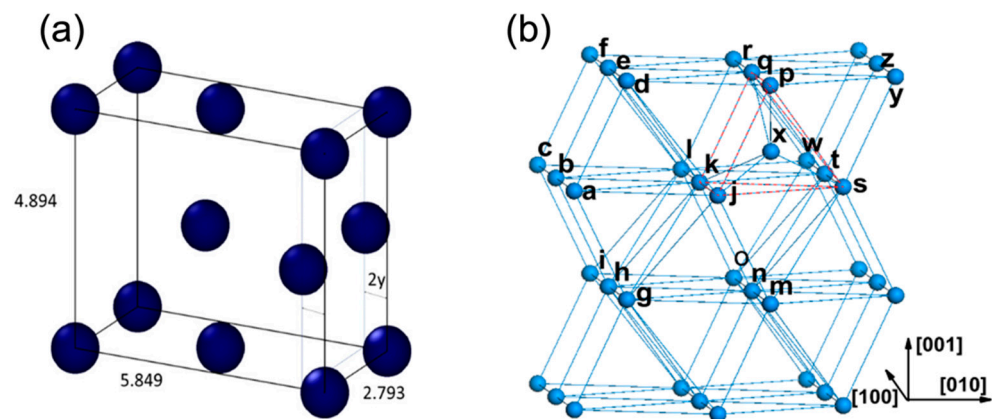 (a)
4.894
5.849
2.793
2y
(b)
f
e
d
r
q
p
z
y
c
b
a
l
k
j
x
w
t
s
i
h
g
o
n
m
[001]
[100]
[010]